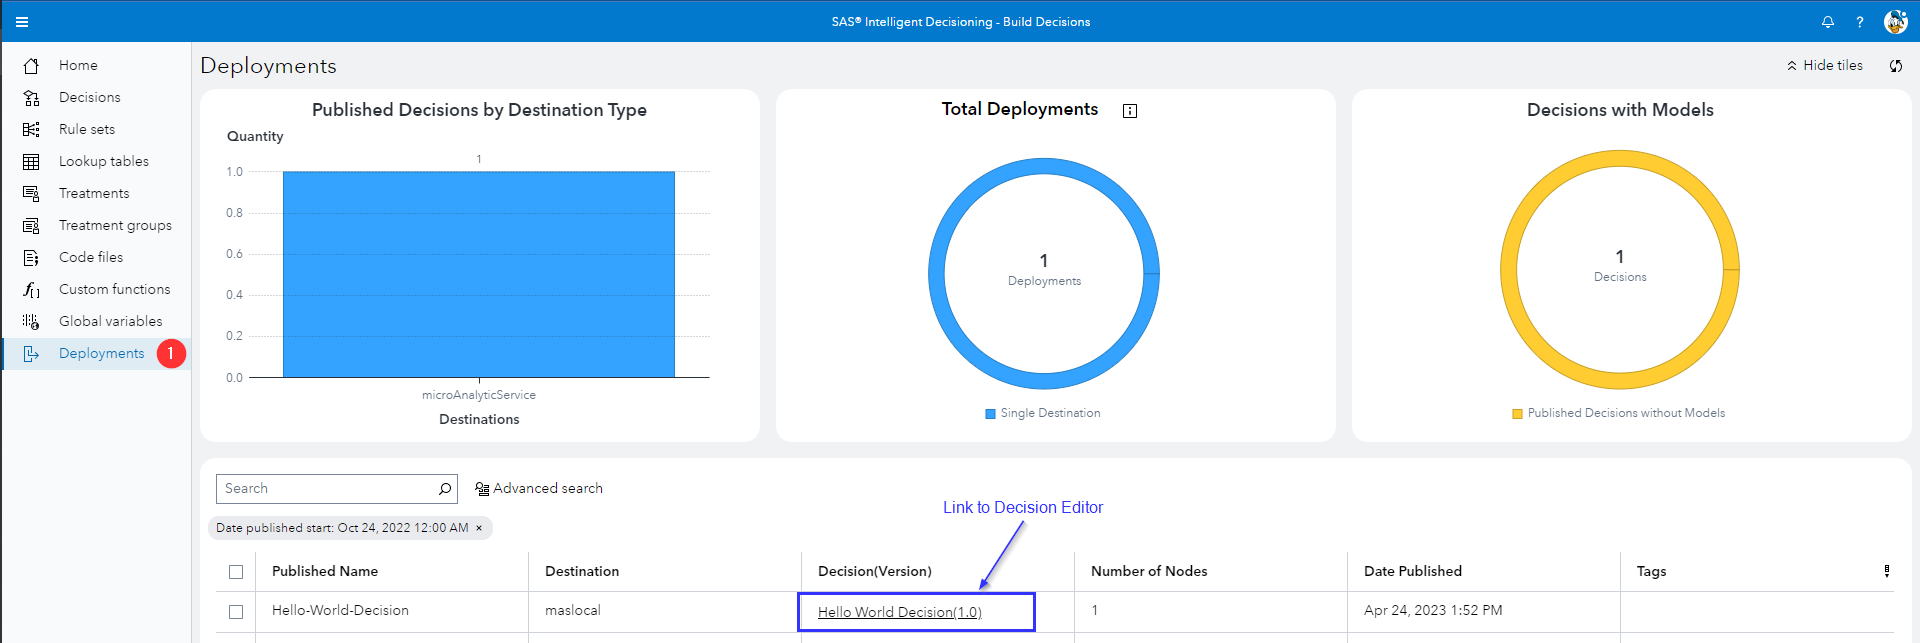 SAS® Intelligent Decisioning - Build Decisions
?
Home
Decisions
Rule sets
Lookup tables
Treatments
Treatment groups
Code files
Custom functions
Global variables
Deployments 1
Deployments
Hide tiles
Published Decisions by Destination Type
Quantity
1
1.0
0.8
0.6
0.4
0.2
0.0
microAnalyticService
Destinations
Total Deployments
1
Deployments
Single Destination
Decisions with Models
1
Decisions
Published Decisions without Models
Search
Advanced search
Date published start: Oct 24, 2022 12:00 AM ×
Link to Decision Editor
Published Name Destination Decision(Version) Number of Nodes Date Published Tags
Hello-World-Decision maslocal Hello World Decision(1.0) 1 Apr 24, 2023 1:52 PM